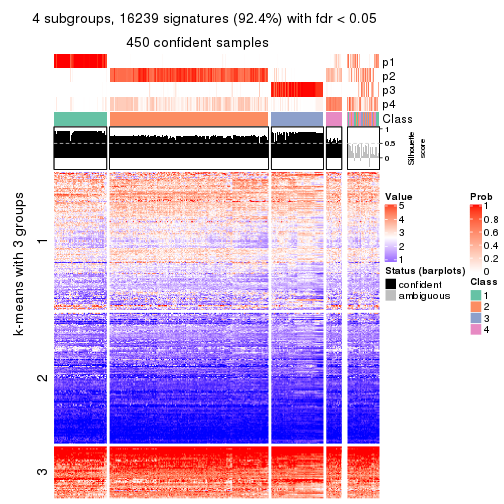 4 subgroups, 16239 signatures (92.4%) with fdr < 0.05
450 confident samples
p1
p2
p3
p4
Class
1
0.5
0
Silhouette
score
k-means with 3 groups
1
2
3
Value
5
4
3
2
1
Status (barplots)
confident
ambiguous
Prob
1
0.8
0.6
0.4
0.2
0
Class
1
2
3
4